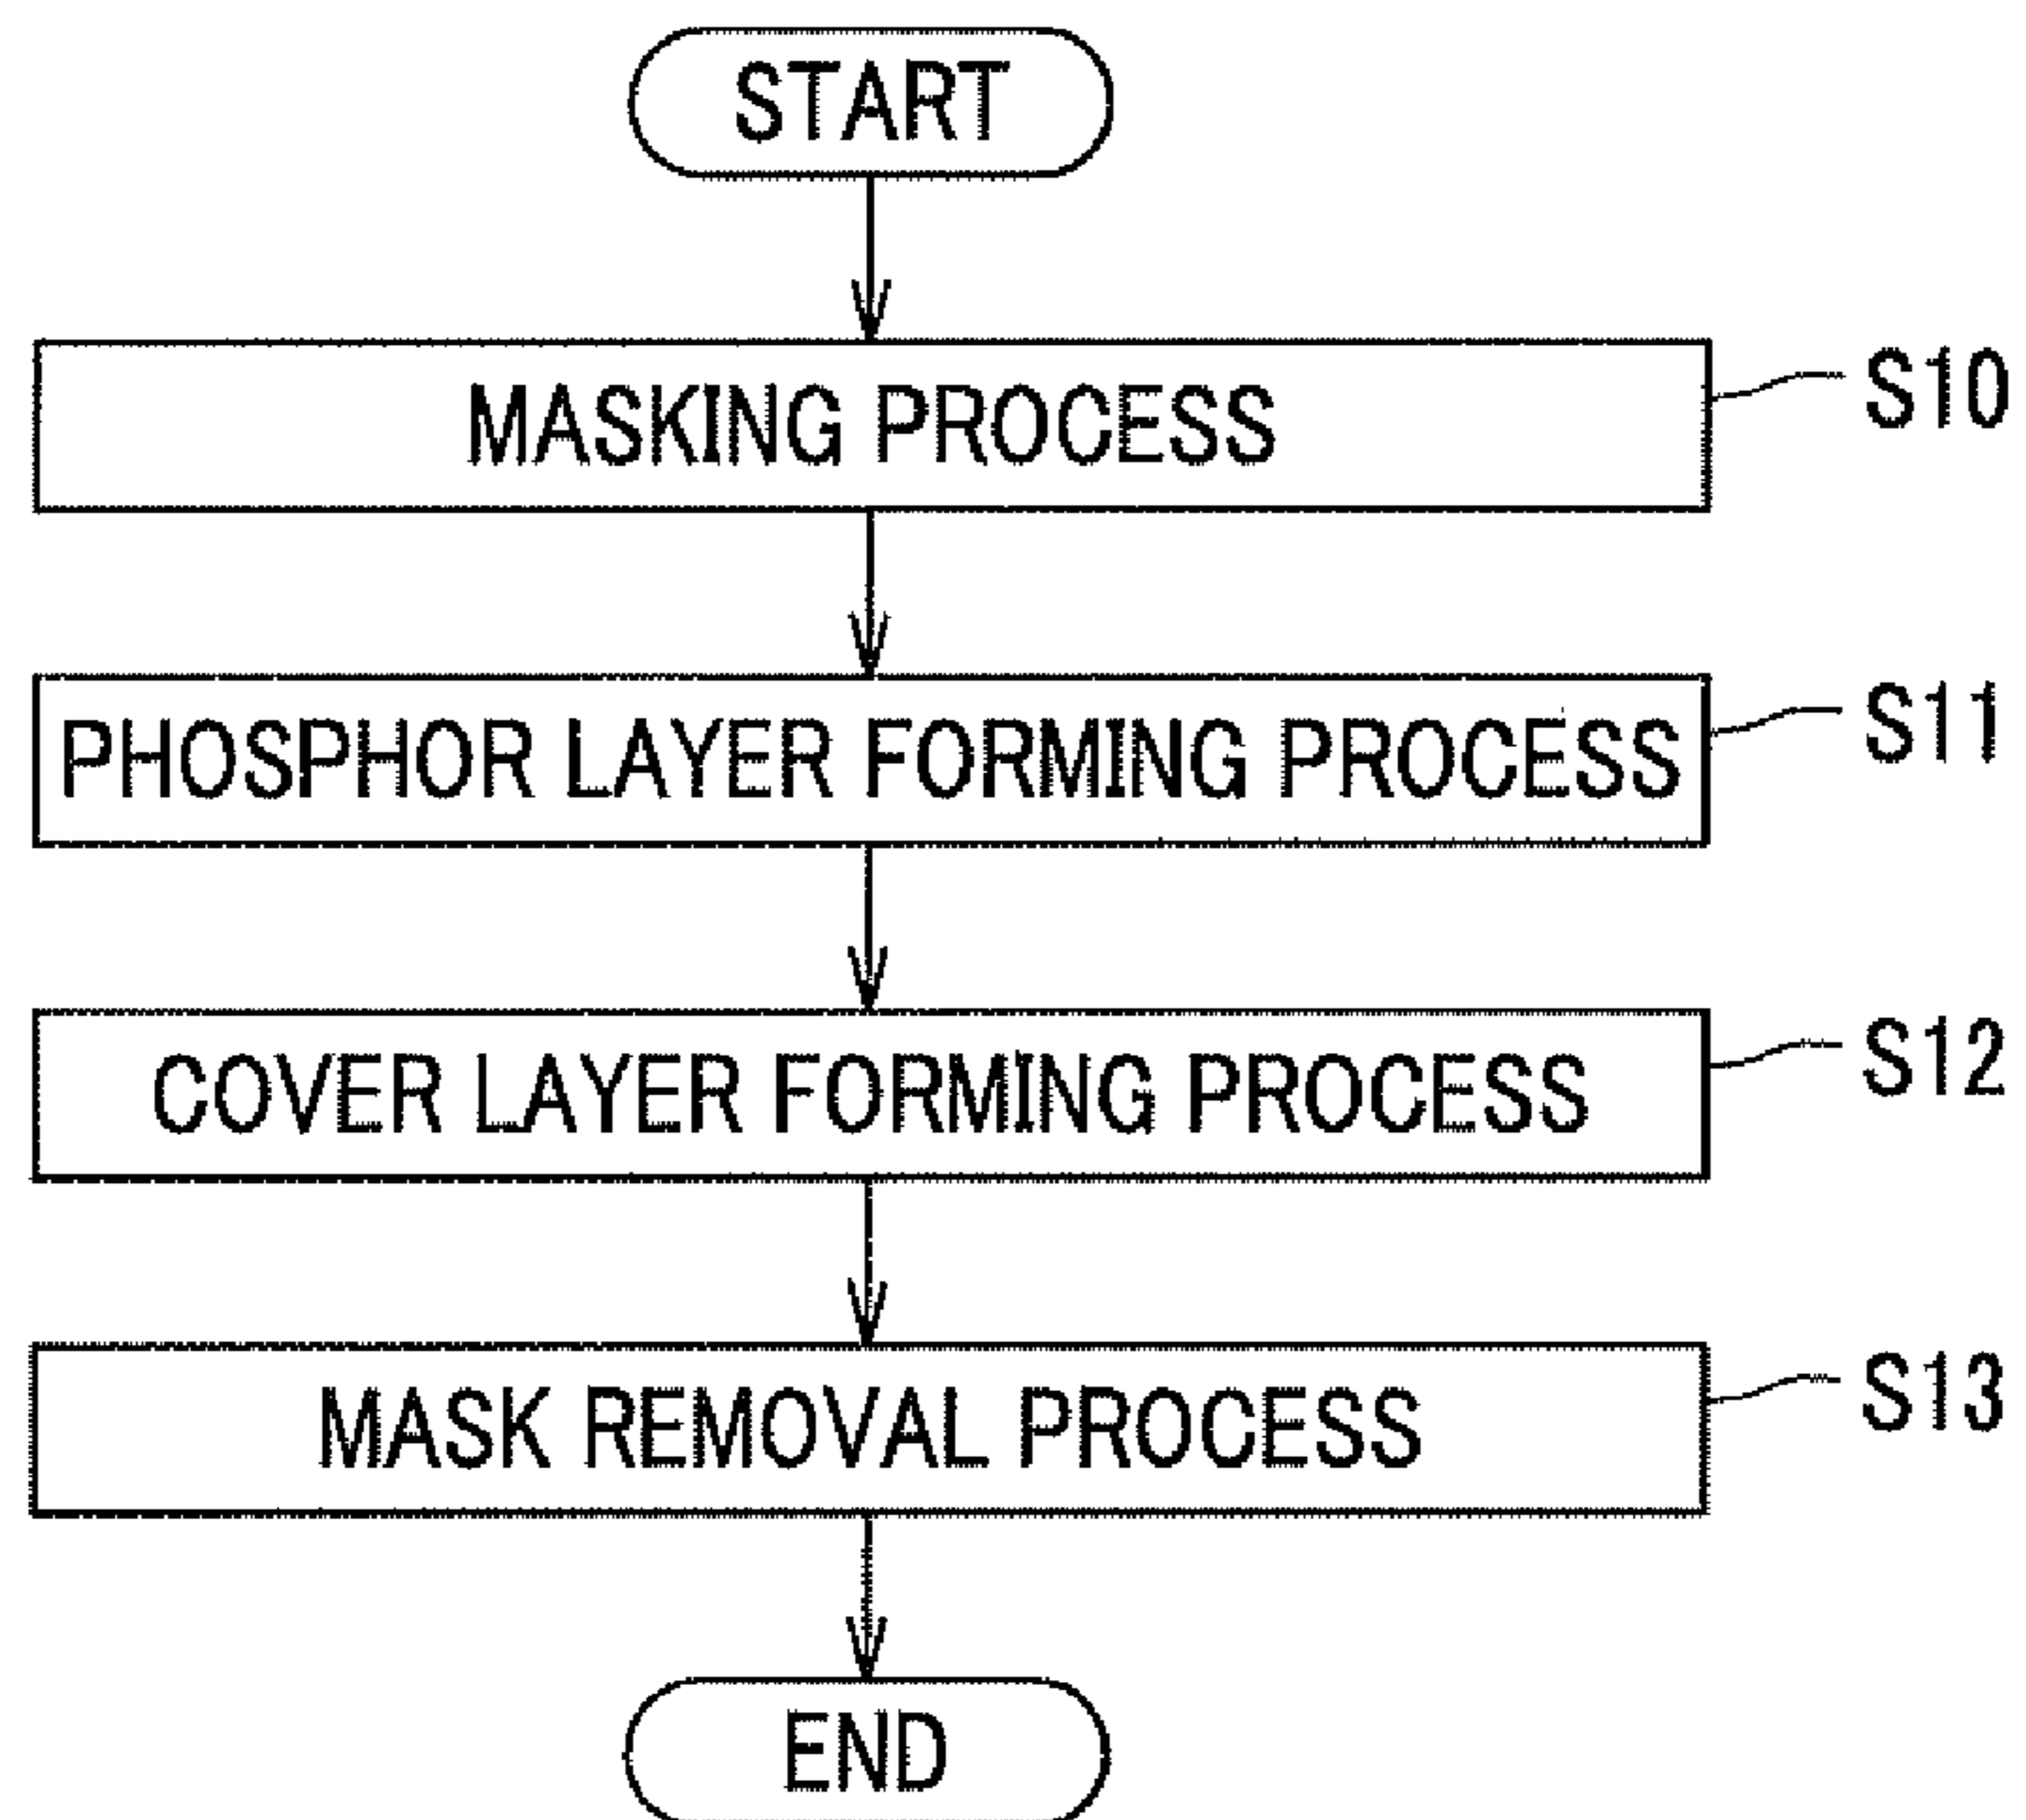 START
MASKING PROCESS
S10
PHOSPHOR LAYER FORMING PROCESS
S11
COVER LAYER FORMING PROCESS
S12
MASK REMOVAL PROCESS
S13
END